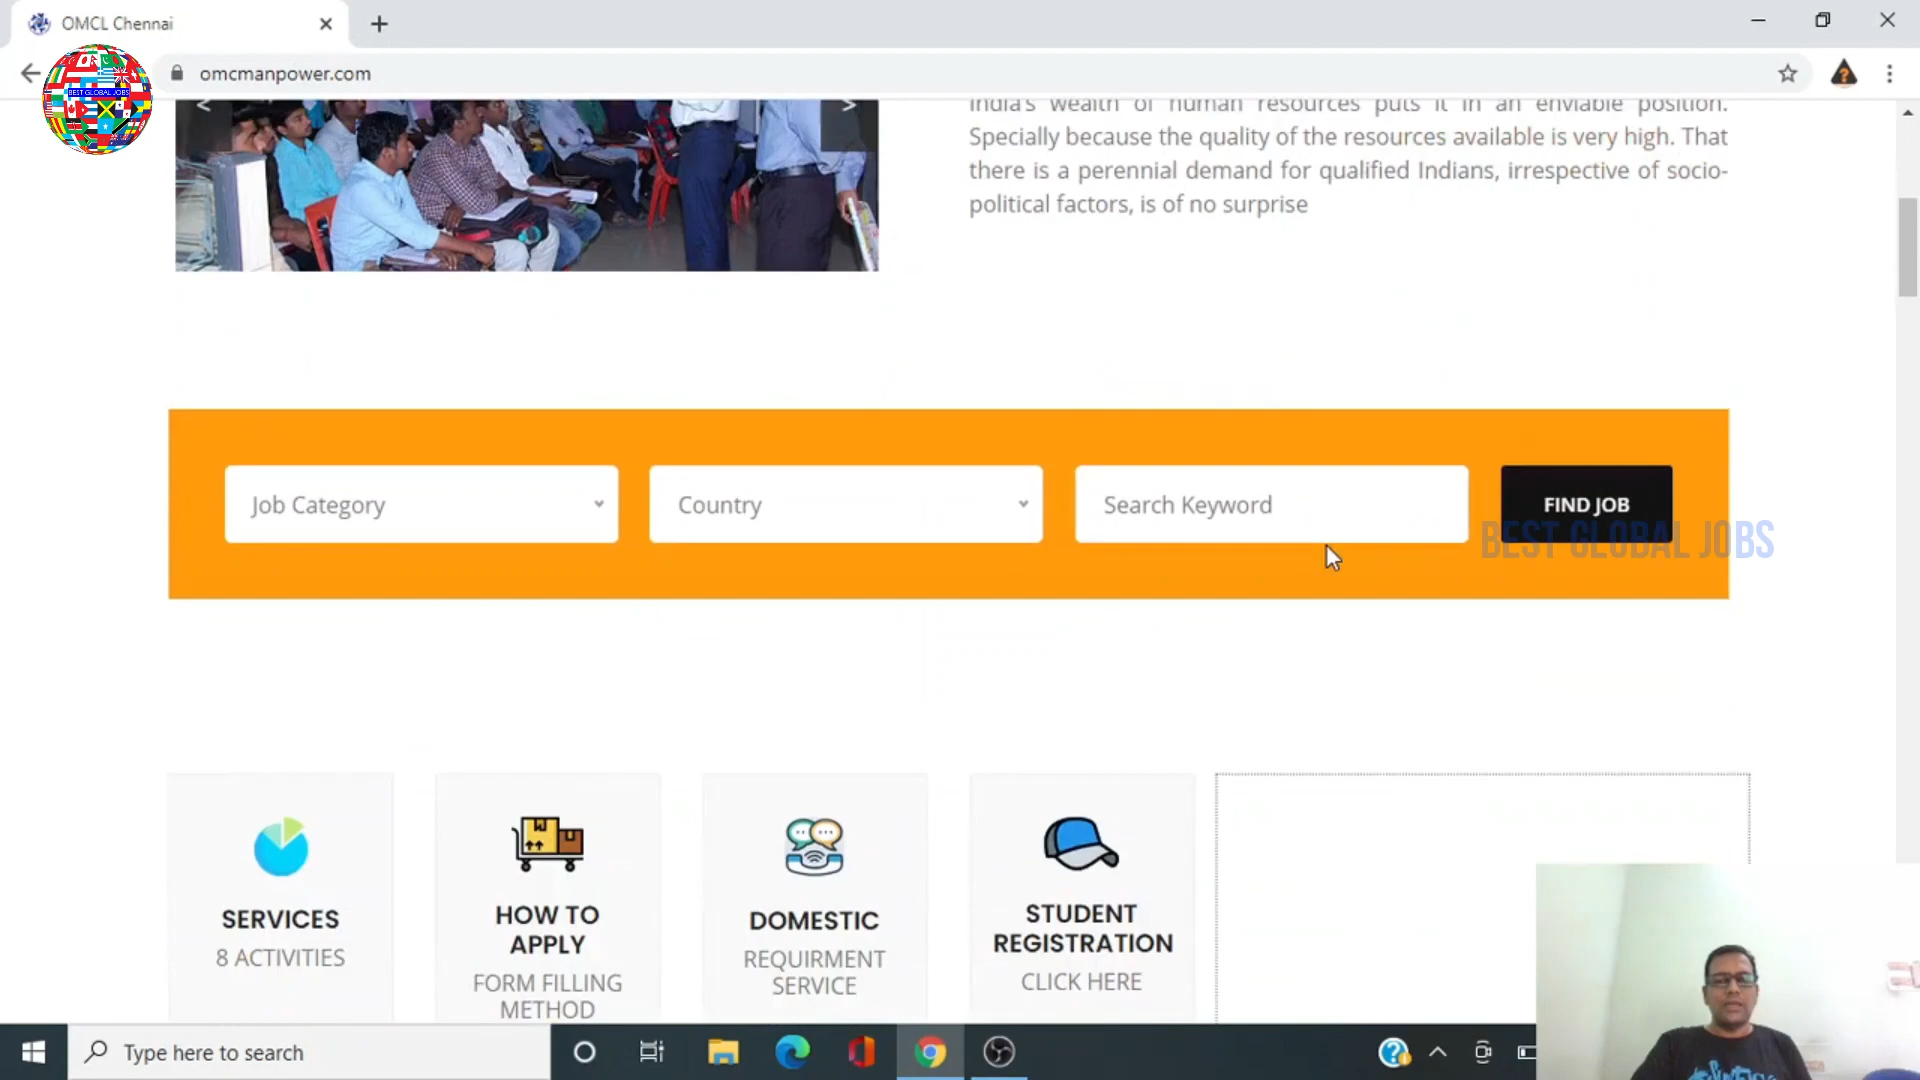 OMCL Chennai
omcmanpower.com
BEST GLOBAL JOBS
India's wealth of human resources puts it in an enviable position.
Specially because the quality of the resources available is very high. That
there is a perennial demand for qualified Indians, irrespective of socio-
political factors, is of no surprise
Job Category
Country
Search Keyword
FIND JOB
BEST GLOBAL JOBS
SERVICES
8 ACTIVITIES
HOW TO
APPLY
FORM FILLING
METHOD
DOMESTIC
REQUIRMENT
SERVICE
STUDENT
REGISTRATION
CLICK HERE
Type here to search